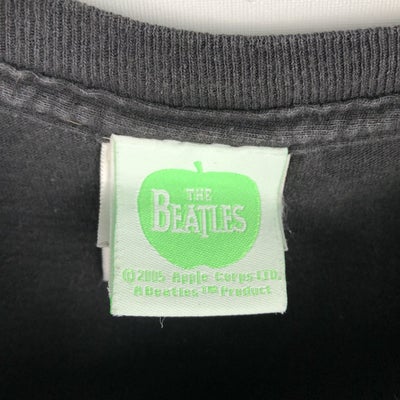 THE
BEATLES
©2005 Apple Corps LTD.
A Beatles™ Product